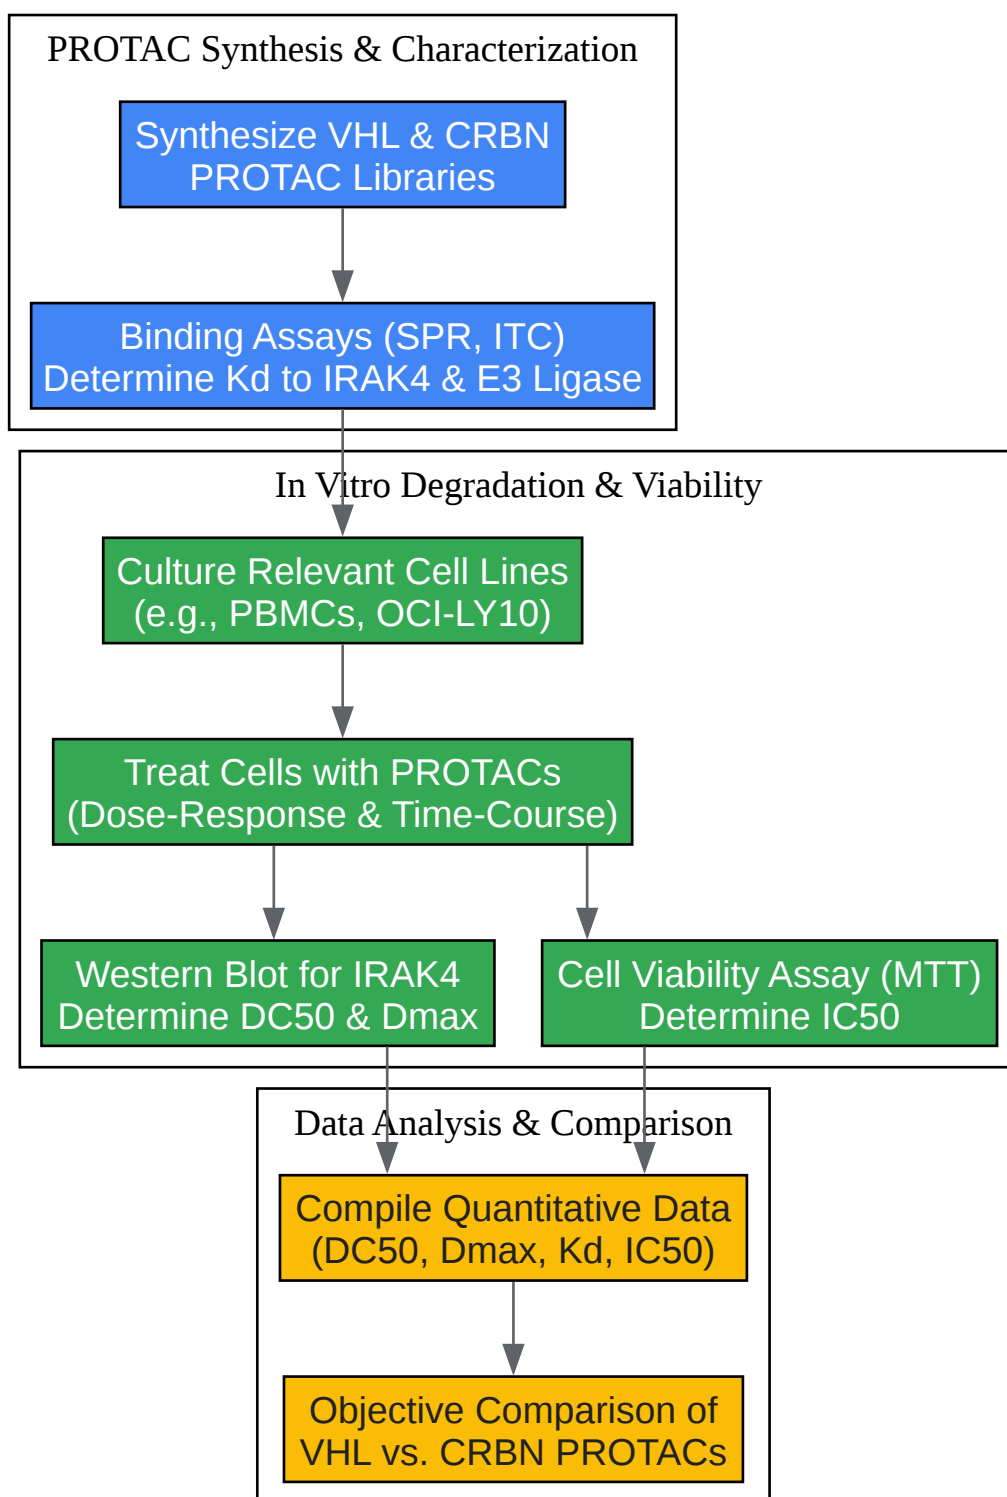 PROTAC Synthesis & Characterization
Synthesize VHL & CRBN
PROTAC Libraries
Binding Assays (SPR, ITC)
Determine Kd to IRAK4 & E3 Ligase
In Vitro Degradation & Viability
Culture Relevant Cell Lines
(e.g., PBMCs, OCI-LY10)
Treat Cells with PROTACs
(Dose-Response & Time-Course)
Western Blot for IRAK4
Determine DC50 & Dmax
Cell Viability Assay (MTT)
Determine IC50
Data Analysis & Comparison
Compile Quantitative Data
(DC50, Dmax, Kd, IC50)
Objective Comparison of
VHL vs. CRBN PROTACs